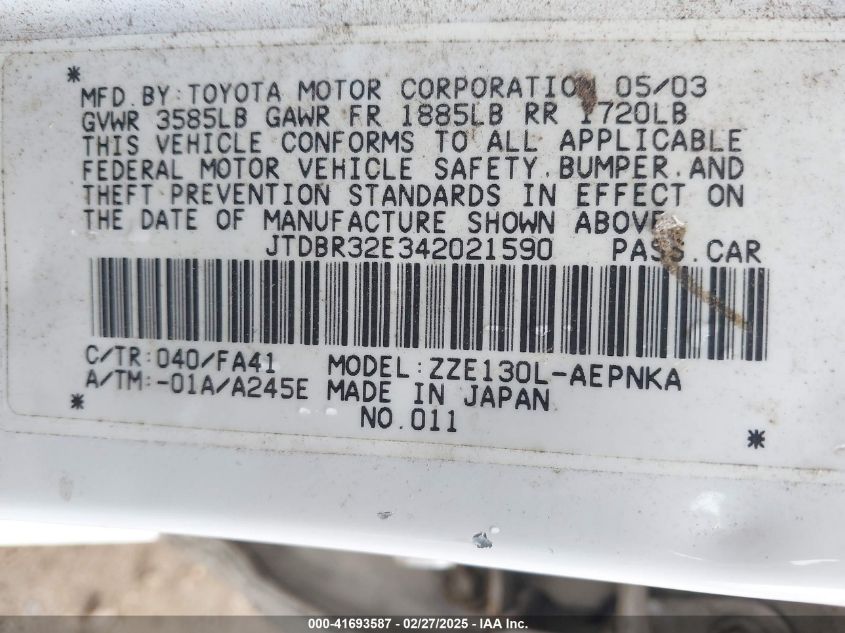 * MFD.BY:TOYOTA MOTOR CORPORATION 05/03
GVWR 3585LB GAWR FR 1885LB RR 1720LB
THIS VEHICLE CONFORMS TO ALL APPLICABLE
FEDERAL MOTOR VEHICLE SAFETY.BUMPER.AND
THEFT PREVENTION STANDARDS IN EFFECT ON
THE DATE OF MANUFACTURE SHOWN ABOVE.
JTDBR32E342021590 PASS.CAR
C/TR:040/FA41 MODEL:ZZE130L-AEPNKA
A/TM:-01A/A245E MADE IN JAPAN
* NO.011 *
000-41693587 / 02/27/2025 - IAA Inc.